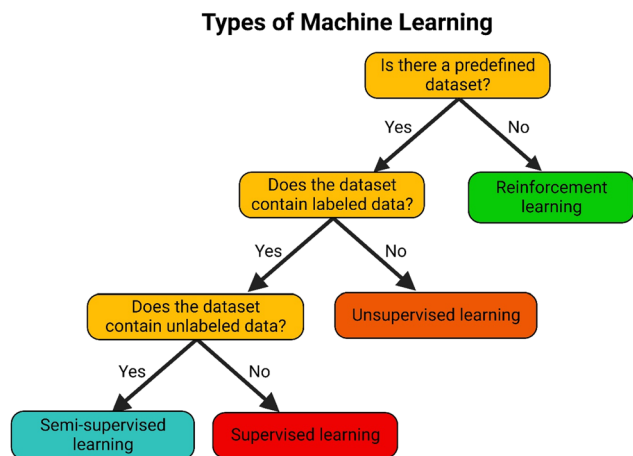 Types of Machine Learning
Is there a predefined
dataset?
Yes
No
Does the dataset
contain labeled data?
Reinforcement
learning
Yes
No
Does the dataset
contain unlabeled data?
Unsupervised learning
Yes
No
Semi-supervised
learning
Supervised learning